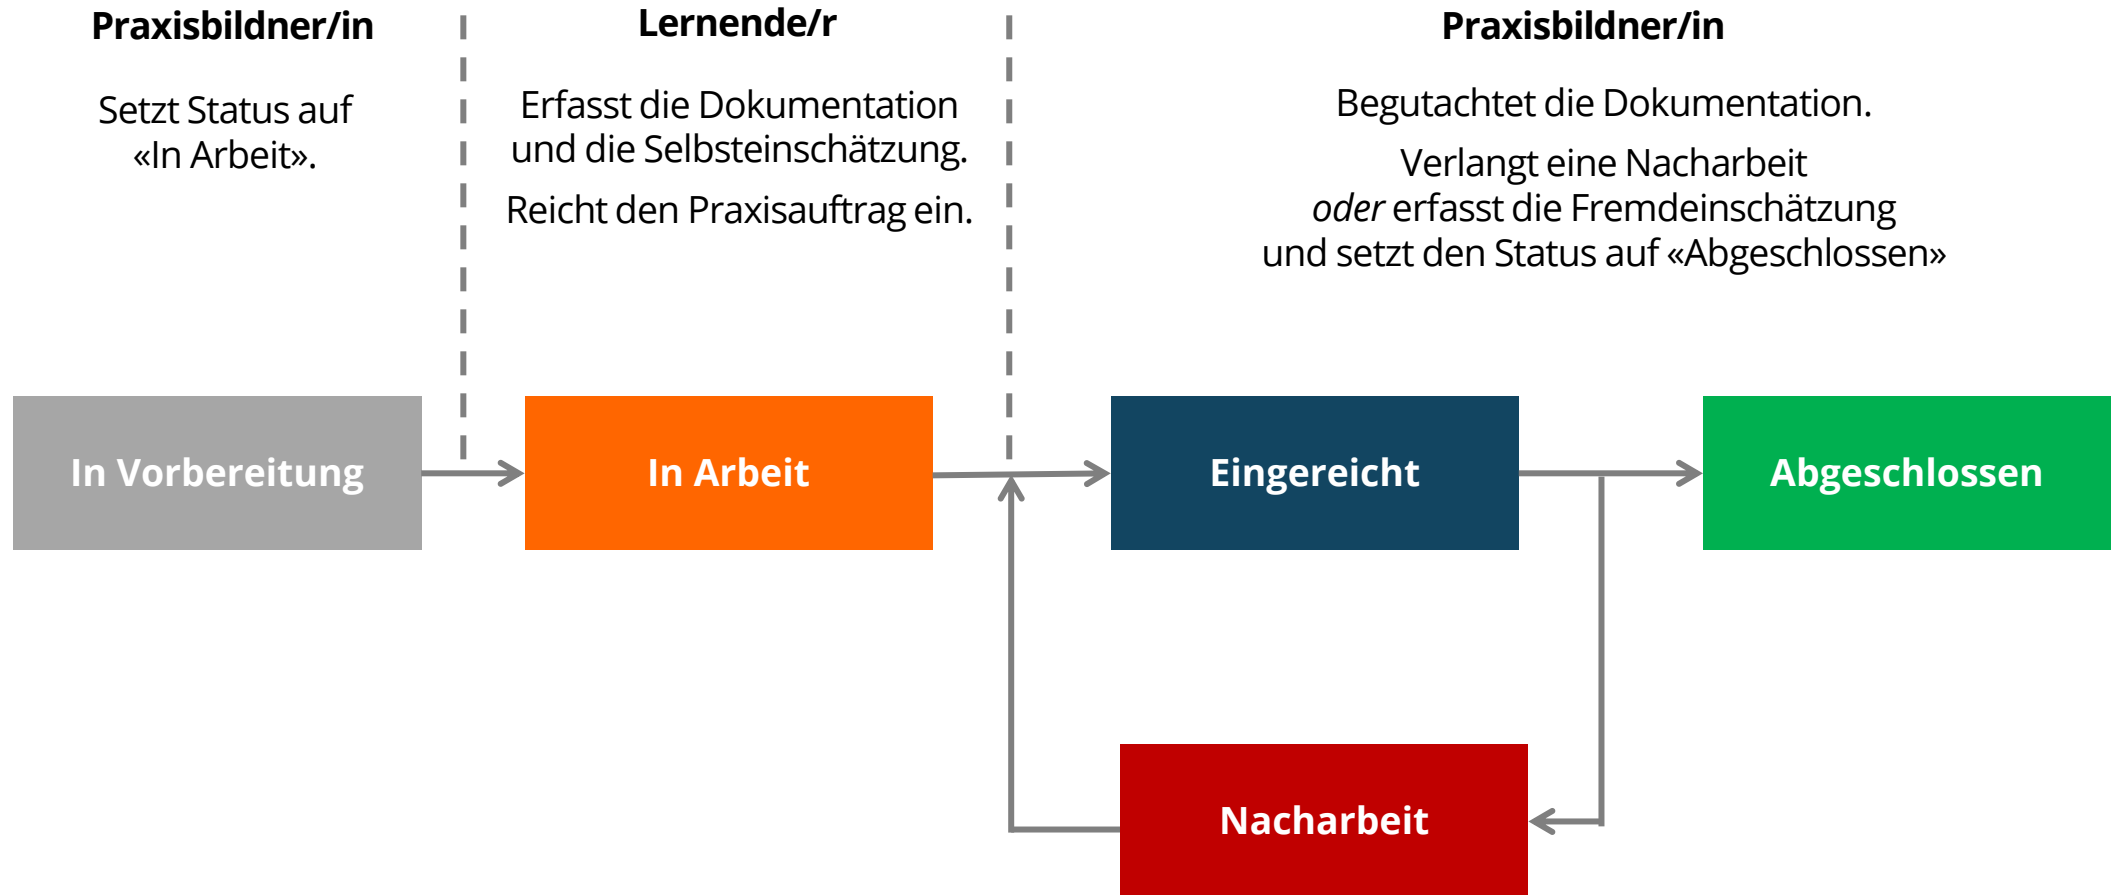 Praxisbildner/in
Setzt Status auf
«In Arbeit».
Lernende/r
Erfasst die Dokumentation
und die Selbsteinschätzung.
Reicht den Praxisauftrag ein.
Praxisbildner/in
Begutachtet die Dokumentation.
Verlangt eine Nacharbeit
oder erfasst die Fremdeinschätzung
und setzt den Status auf «Abgeschlossen»
In Vorbereitung
In Arbeit
Eingereicht
Abgeschlossen
Nacharbeit